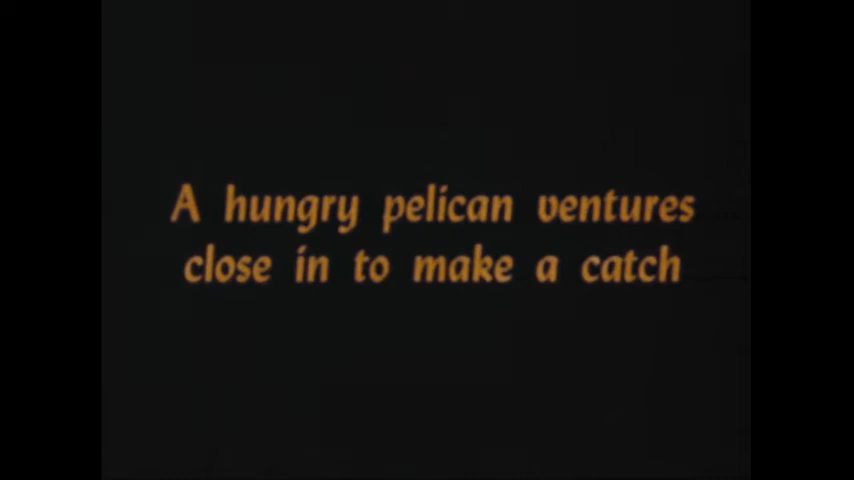 A hungry pelican ventures
close in to make a catch